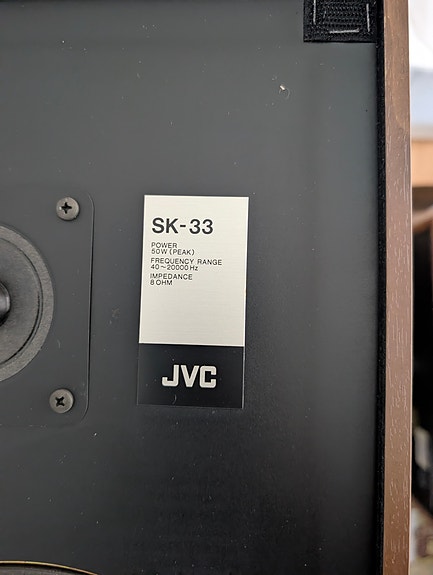 SK-33
POWER
50W (PEAK)
FREQUENCY RANGE
40~20000Hz
IMPEDANCE
8 OHM
JVC